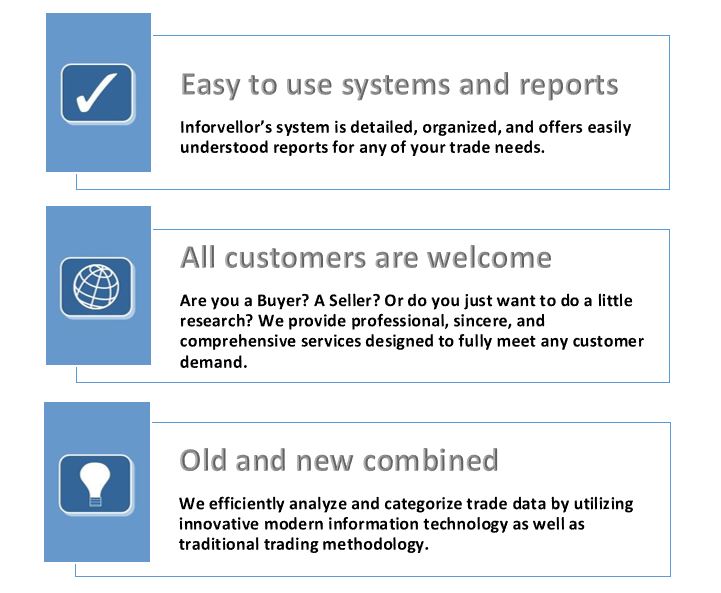 Easy to use systems and reports
Inforvellor's system is detailed, organized, and offers easily
understood reports for any of your trade needs.
All customers are welcome
Are you a Buyer? A Seller? Or do you just want to do a little
research? We provide professional, sincere, and
comprehensive services designed to fully meet any customer
demand.
Old and new combined
We efficiently analyze and categorize trade data by utilizing
innovative modern information technology as well as
traditional trading methodology.